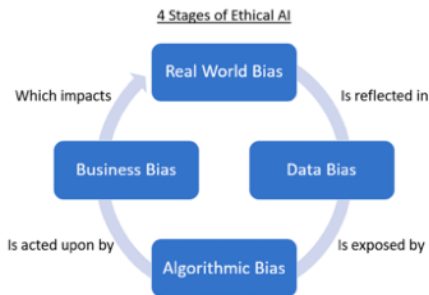 4 Stages of Ethical AI
Real World Bias
Which impacts
Is reflected in
Business Bias
Data Bias
Is acted upon by
Is exposed by
Algorithmic Bias